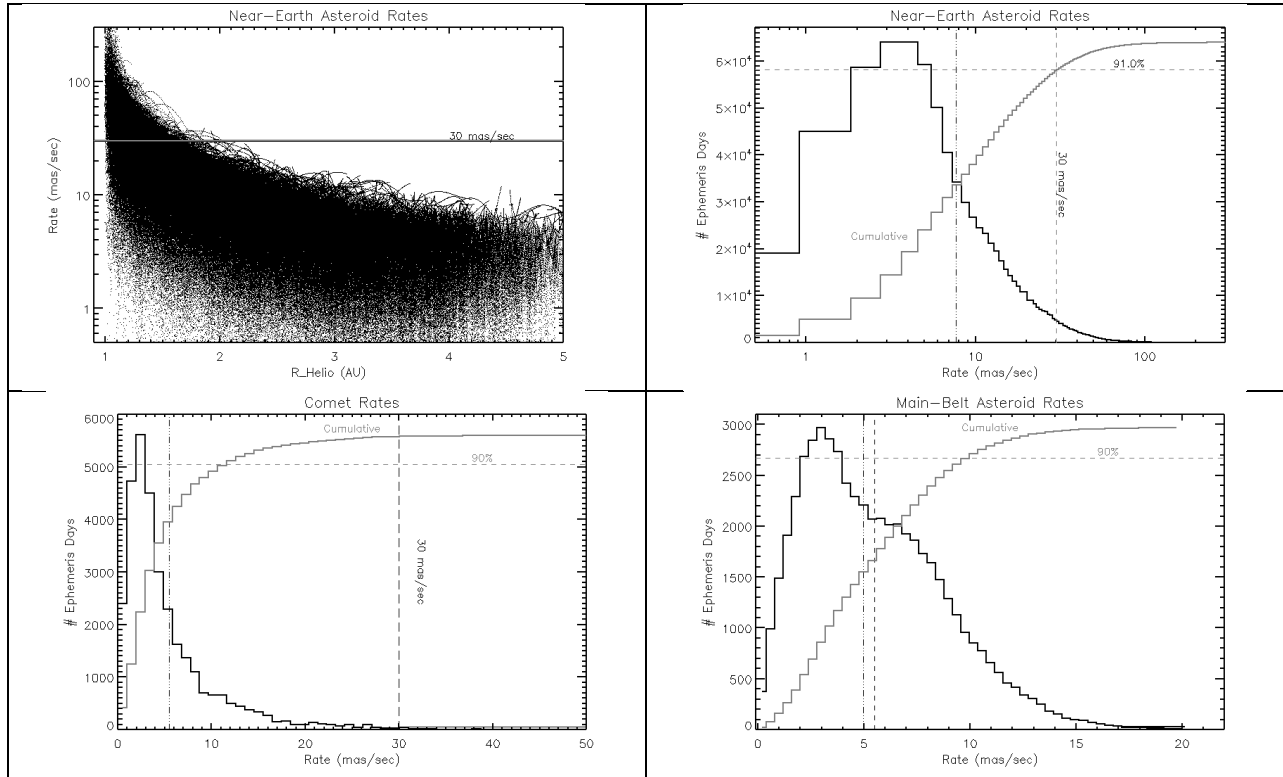 Near-Earth Asteroid Rates
Rate (mas/sec)
100
10
1
30 mas/sec
1
2
3
4
5
R_Helio (AU)
Near-Earth Asteroid Rates
# Ephemeris Days
6×10⁴
5×10⁴
4×10⁴
3×10⁴
2×10⁴
1×10⁴
0
91.0%
30 mas/sec
Cumulative
1
10
100
Rate (mas/sec)
Comet Rates
# Ephemeris Days
6000
5000
4000
3000
2000
1000
0
Cumulative
90%
30 mas/sec
0
10
20
30
40
50
Rate (mas/sec)
Main-Belt Asteroid Rates
# Ephemeris Days
3000
2500
2000
1500
1000
500
0
Cumulative
90%
0
5
10
15
20
Rate (mas/sec)